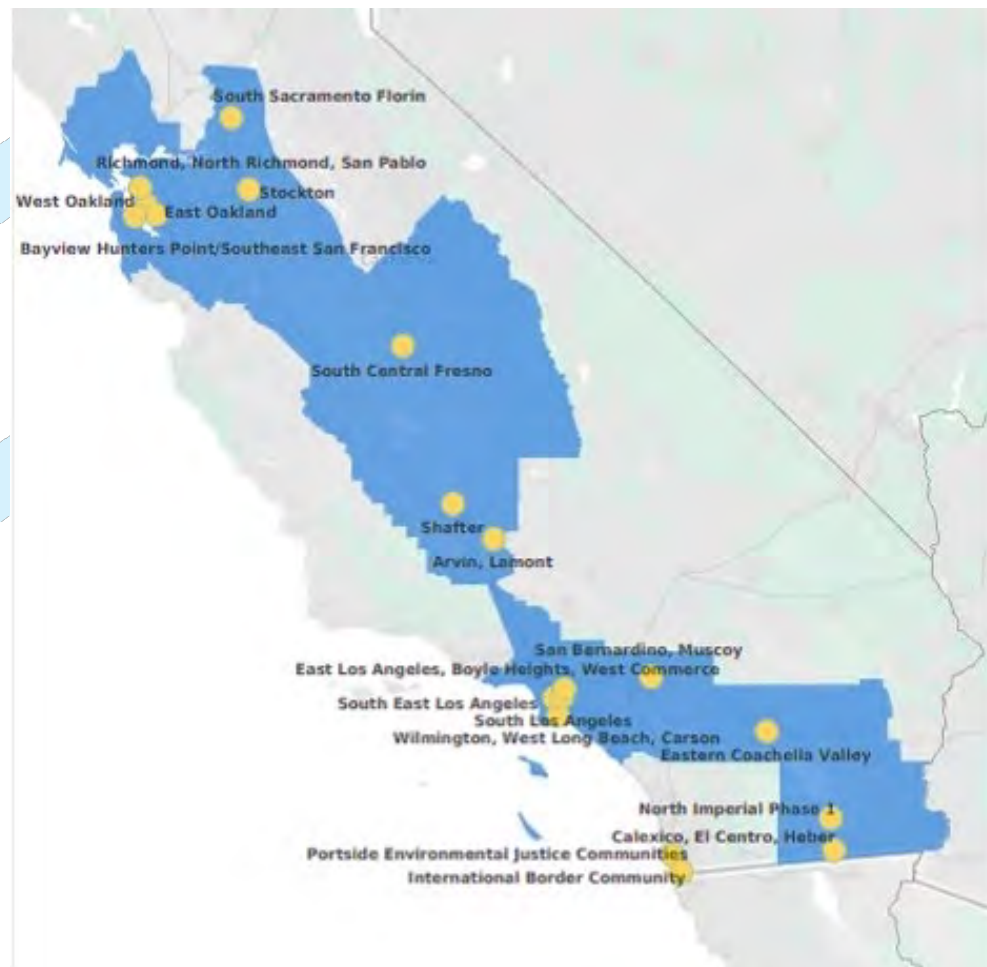 South Sacramento Florin
Richmond, North Richmond, San Pablo
Stockton
West Oakland
East Oakland
Bayview Hunters Point/Southeast San Francisco
South Central Fresno
Shafter
Arvin, Lamont
San Bernardino, Muscoy
East Los Angeles, Boyle Heights, West Commerce
South East Los Angeles
South Los Angeles
Wilmington, West Long Beach, Carson
Eastern Coachella Valley
North Imperial Phase 1
Calexico, El Centro, Heber
Portside Environmental Justice Communities
International Border Community